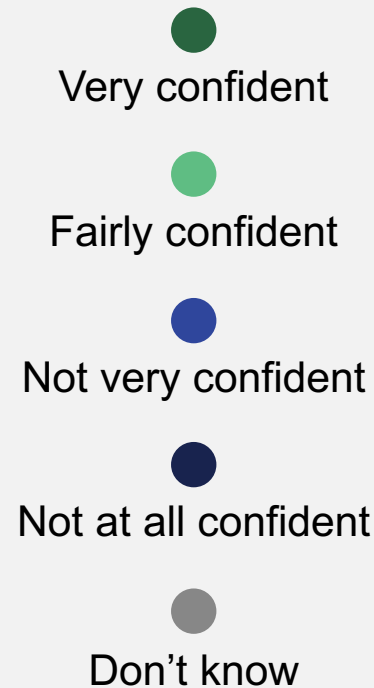 Very confident
Fairly confident
Not very confident
Not at all confident
Don’t know